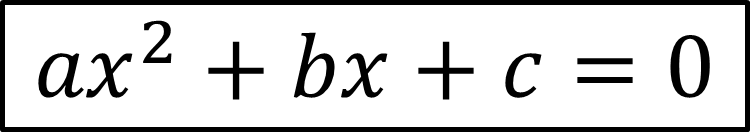 ax² + bx + c = 0